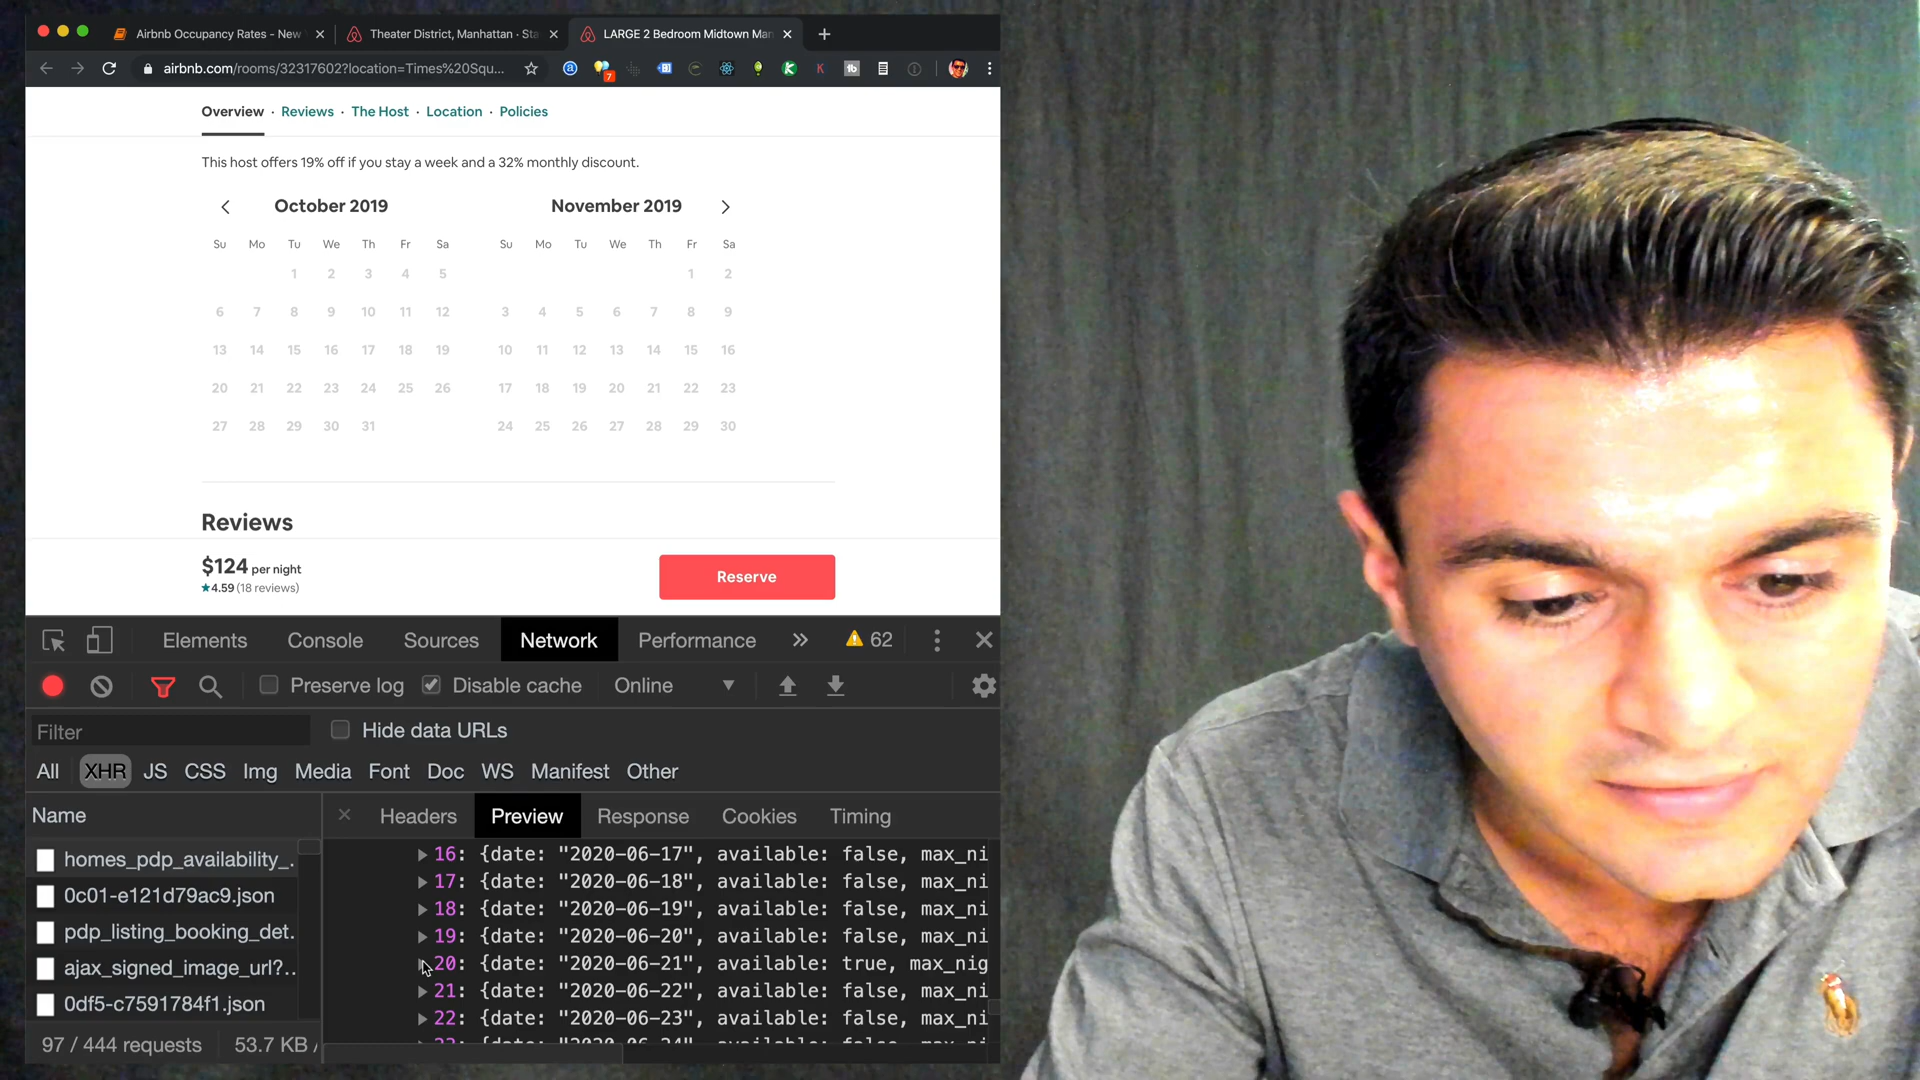 Airbnb Occupancy Rates - New
Theater District, Manhattan · Sta
LARGE 2 Bedroom Midtown Man
airbnb.com/rooms/32317602?location=Times%20Squ...
7
K
tb
Overview · Reviews · The Host · Location · Policies
This host offers 19% off if you stay a week and a 32% monthly discount.
October 2019
November 2019
Su Mo Tu We Th Fr Sa
Su Mo Tu We Th Fr Sa
1 2 3 4 5
1 2
6 7 8 9 10 11 12
3 4 5 6 7 8 9
13 14 15 16 17 18 19
10 11 12 13 14 15 16
20 21 22 23 24 25 26
17 18 19 20 21 22 23
27 28 29 30 31
24 25 26 27 28 29 30
Reviews
$124 per night
★4.59 (18 reviews)
Reserve
Elements Console Sources Network Performance » 62
Preserve log Disable cache Online
Filter
Hide data URLs
All XHR JS CSS Img Media Font Doc WS Manifest Other
Name
Headers Preview Response Cookies Timing
homes_pdp_availability_.
0c01-e121d79ac9.json
pdp_listing_booking_det.
ajax_signed_image_url?..
0df5-c7591784f1.json
16: {date: "2020-06-17", available: false, max_ni
17: {date: "2020-06-18", available: false, max_ni
18: {date: "2020-06-19", available: false, max_ni
19: {date: "2020-06-20", available: false, max_ni
20: {date: "2020-06-21", available: true, max_nig
21: {date: "2020-06-22", available: false, max_ni
22: {date: "2020-06-23", available: false, max_ni
97 / 444 requests
53.7 KB /